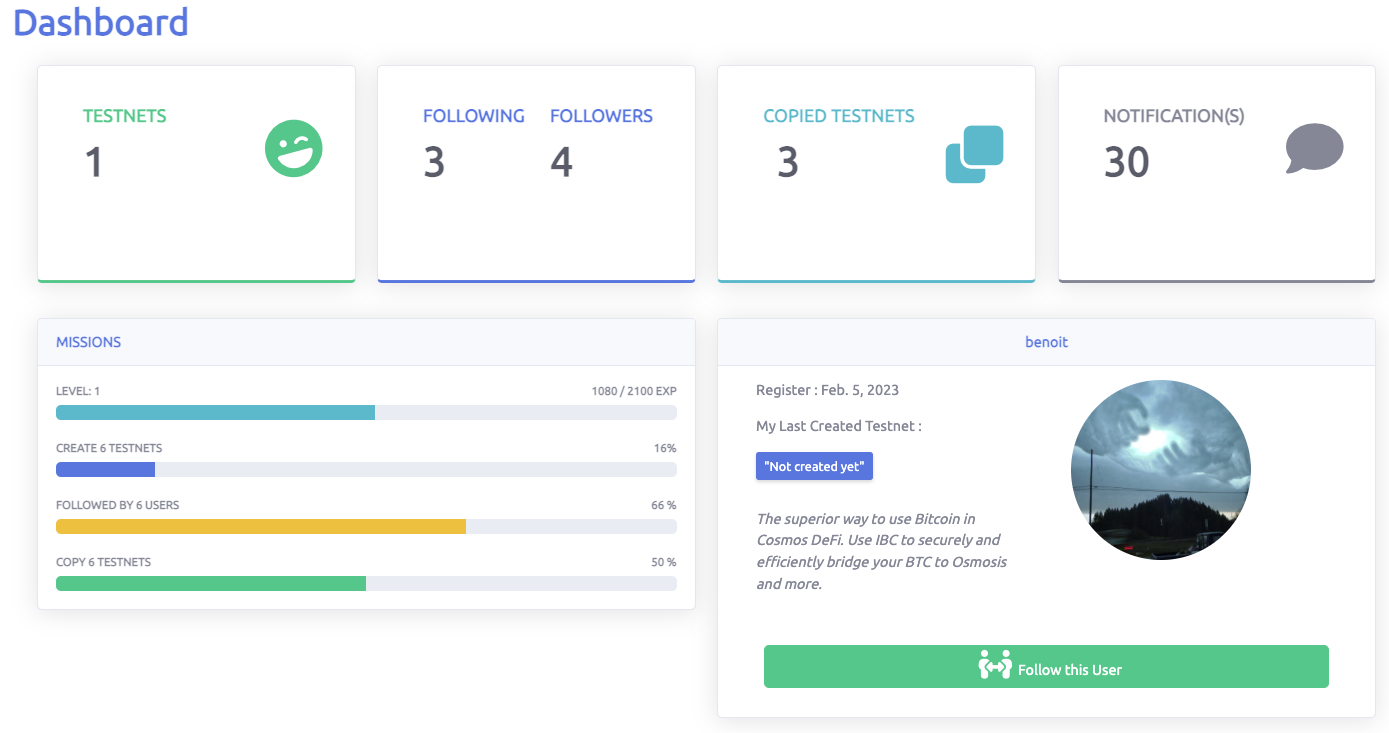 Dashboard
TESTNETS
1
FOLLOWING FOLLOWERS
3 4
COPIED TESTNETS
3
NOTIFICATION(S)
30
MISSIONS
LEVEL: 1 1080 / 2100 EXP
CREATE 6 TESTNETS 16%
FOLLOWED BY 6 USERS 66 %
COPY 6 TESTNETS 50 %
benoit
Register : Feb. 5, 2023
My Last Created Testnet :
"Not created yet"
The superior way to use Bitcoin in
Cosmos DeFi. Use IBC to securely and
efficiently bridge your BTC to Osmosis
and more.
Follow this User